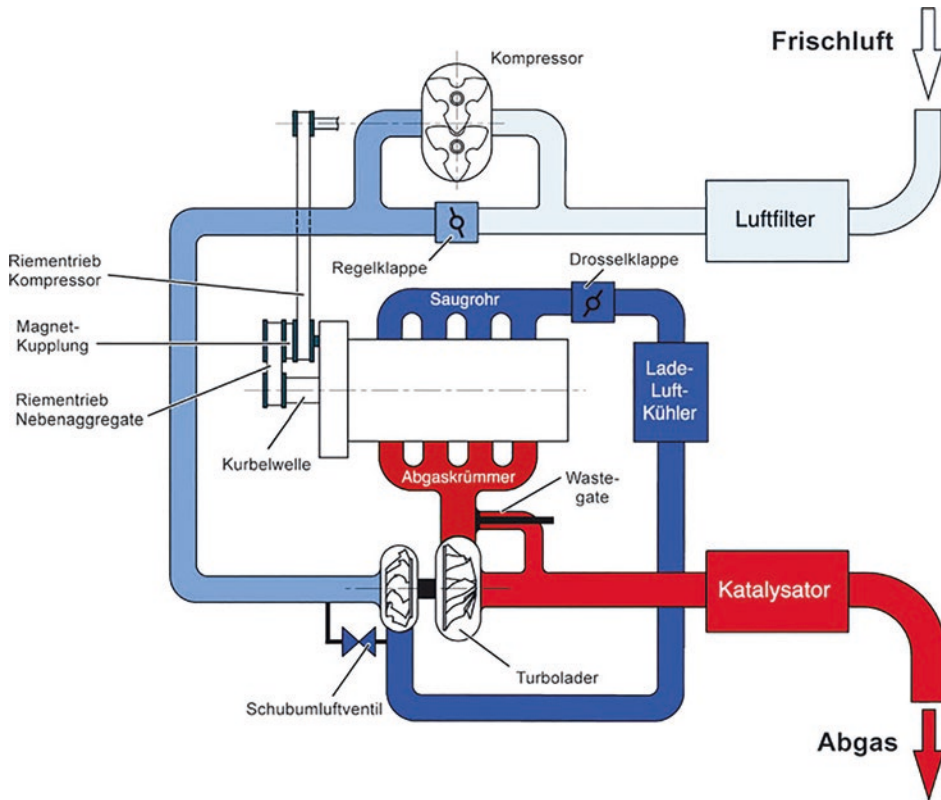 Kompressor
Frischluft
Luftfilter
Regelklappe
Drosselklappe
Riementrieb
Kompressor
Saugrohr
Magnet-
Kupplung
Lade-
Luft-
Kühler
Riementrieb
Nebenaggregate
Kurbelwelle
Abgaskrümmer
Waste-
gate
Katalysator
Turbolader
Schubumluftventil
Abgas